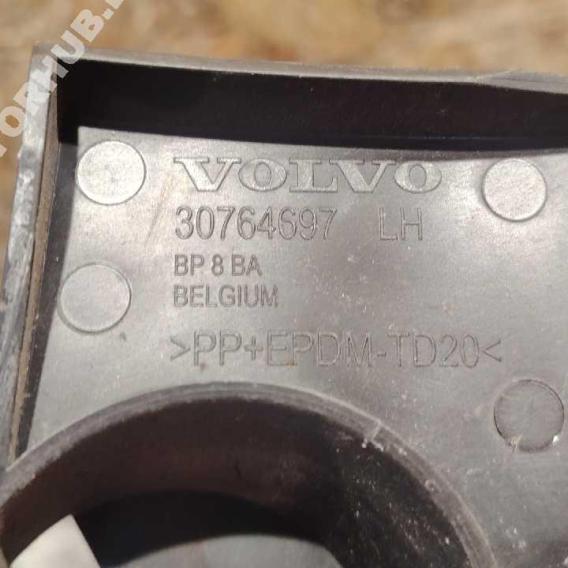 VOLVO
30764697 LH
BP 8 BA
BELGIUM
>PP+EPDM-TD20<